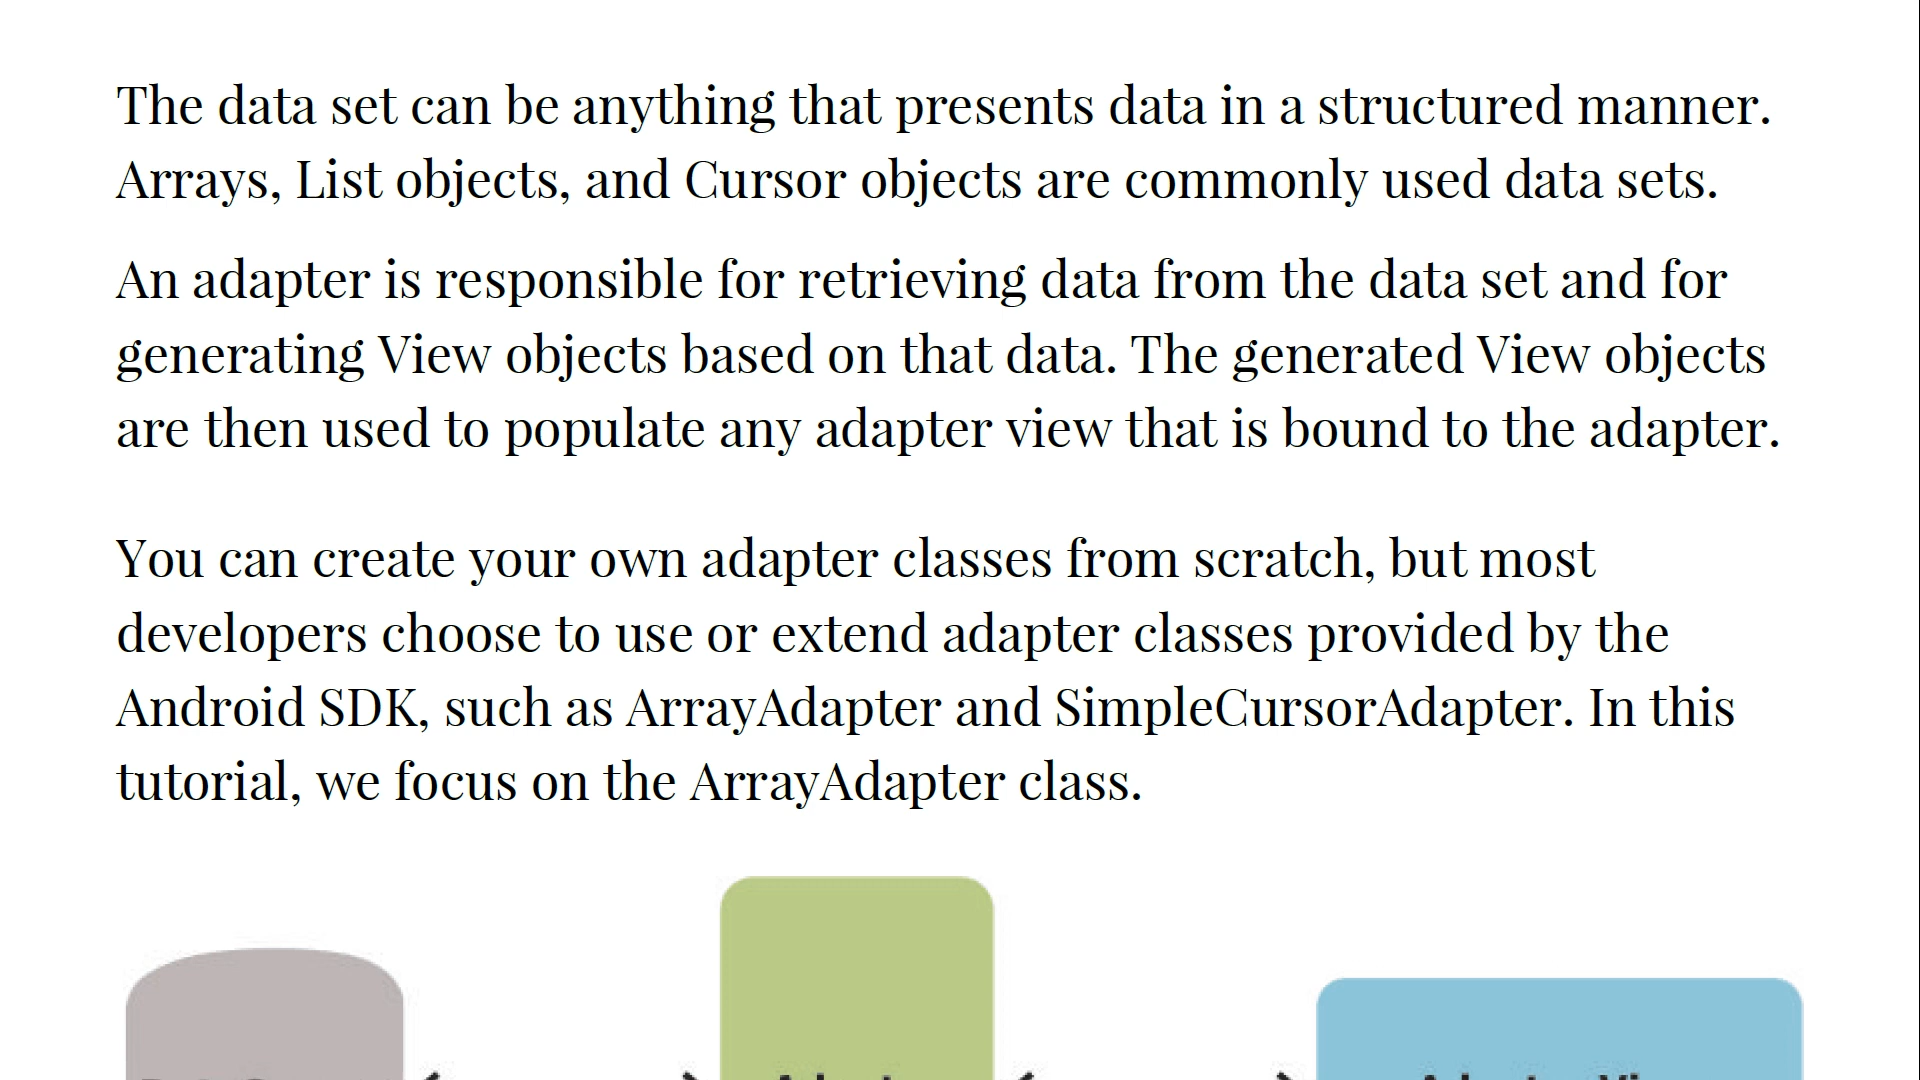 The data set can be anything that presents data in a structured manner.
Arrays, List objects, and Cursor objects are commonly used data sets.
An adapter is responsible for retrieving data from the data set and for
generating View objects based on that data. The generated View objects
are then used to populate any adapter view that is bound to the adapter.
You can create your own adapter classes from scratch, but most
developers choose to use or extend adapter classes provided by the
Android SDK, such as ArrayAdapter and SimpleCursorAdapter. In this
tutorial, we focus on the ArrayAdapter class.